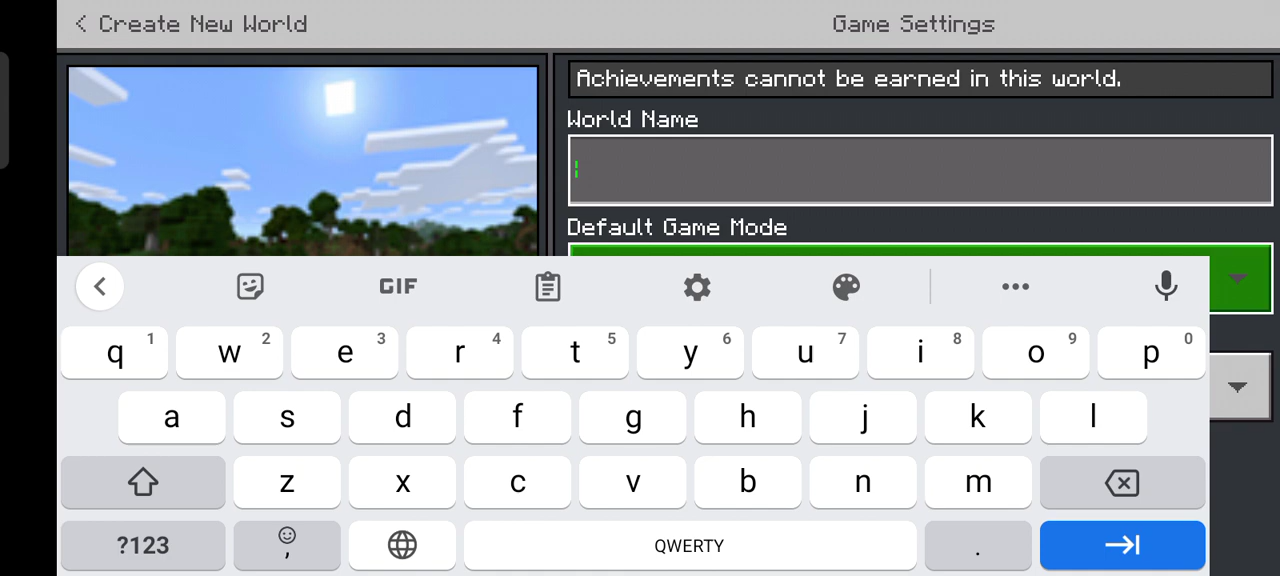 Create New World
Game Settings
Achievements cannot be earned in this world.
World Name
Default Game Mode
GIF
q 1 w 2 e 3 r 4 t 5 y 6 u 7 i 8 o 9 p 0
a s d f g h j k l
z x c v b n m
?123 , QWERTY .